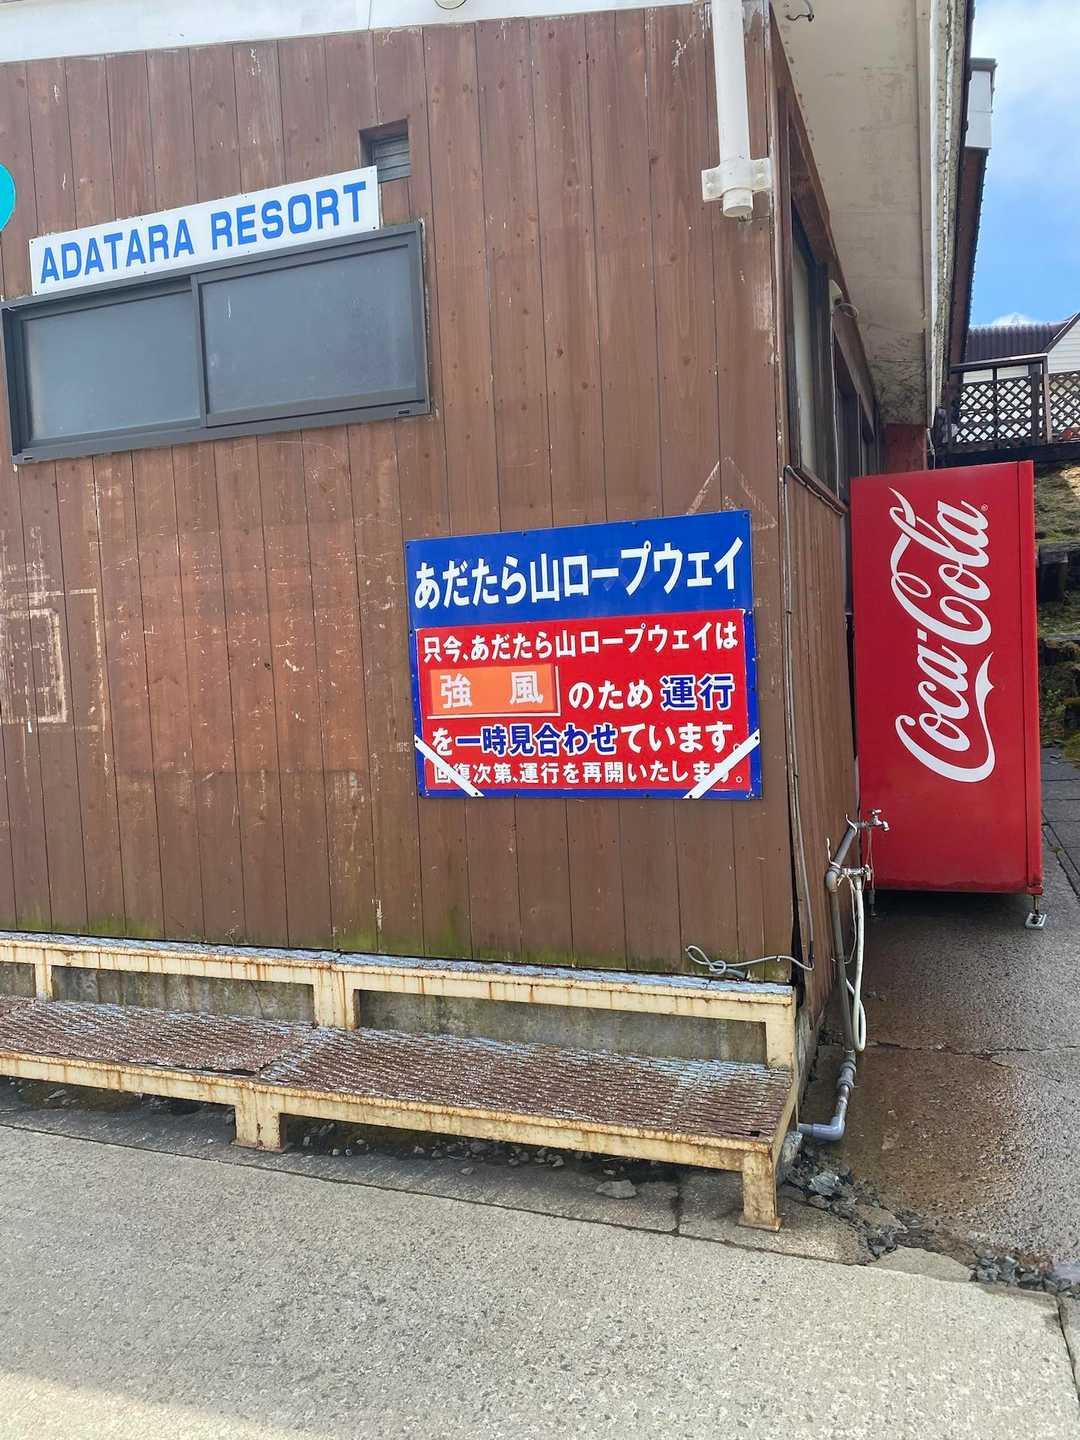 ADATARA RESORT
あだたら山ロープウェイ
只今、あだたら山ロープウェイは
強 風 のため 運行
を一時見合わせています。
回復次第、運行を再開いたします。
Coca-Cola®